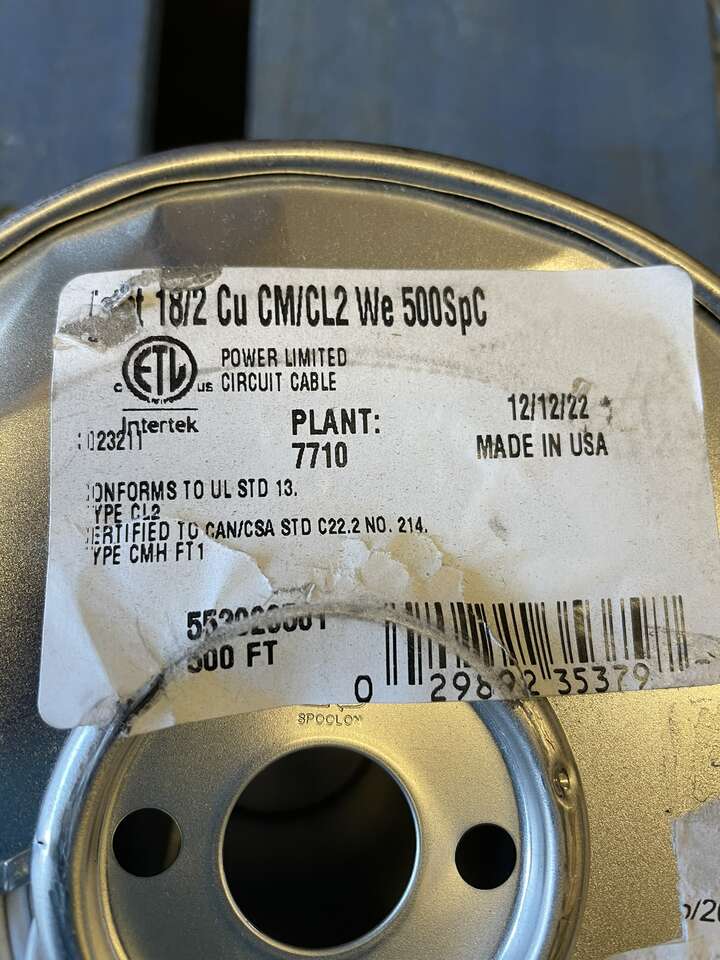 18/2 Cu CM/CL2 We 500SpC
c ETL us
Intertek
POWER LIMITED
CIRCUIT CABLE
PLANT:
7710
12/12/22
MADE IN USA
CONFORMS TO UL STD 13.
TYPE CL2
CERTIFIED TO CAN/CSA STD C22.2 NO. 214.
TYPE CMH FT1
500 FT
0 29892 35379